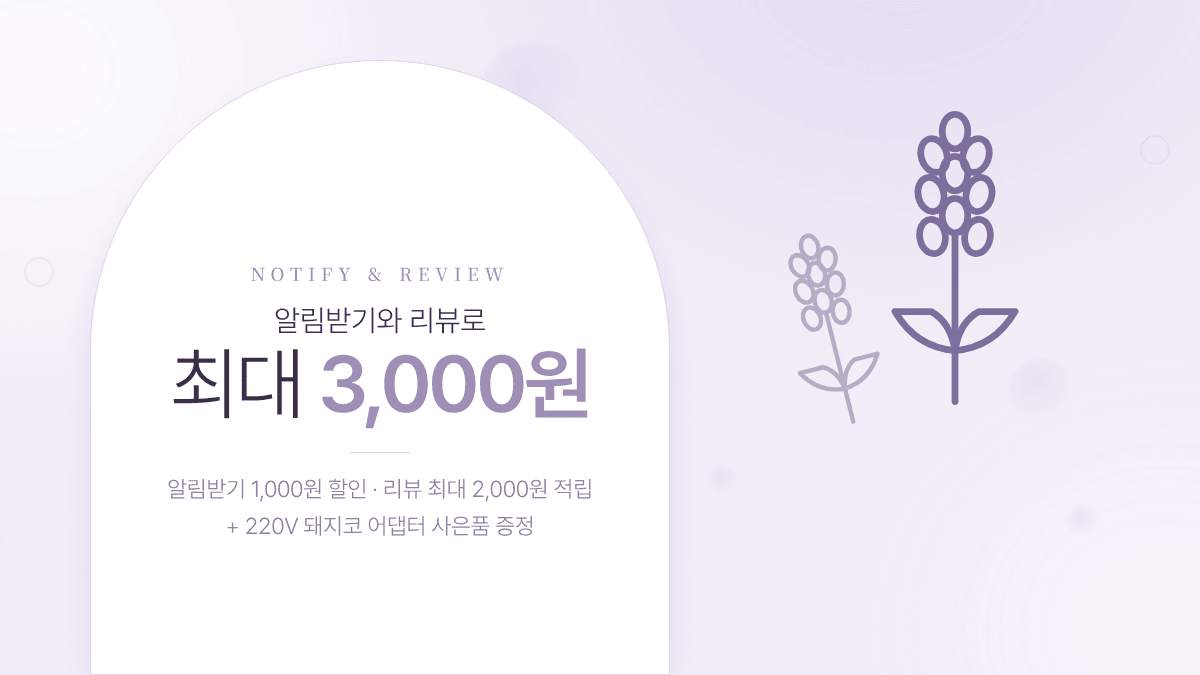 NOTIFY & REVIEW
알림받기와 리뷰로
최대 3,000원
알림받기 1,000원 할인 · 리뷰 최대 2,000원 적립
+ 220V 돼지코 어댑터 사은품 증정